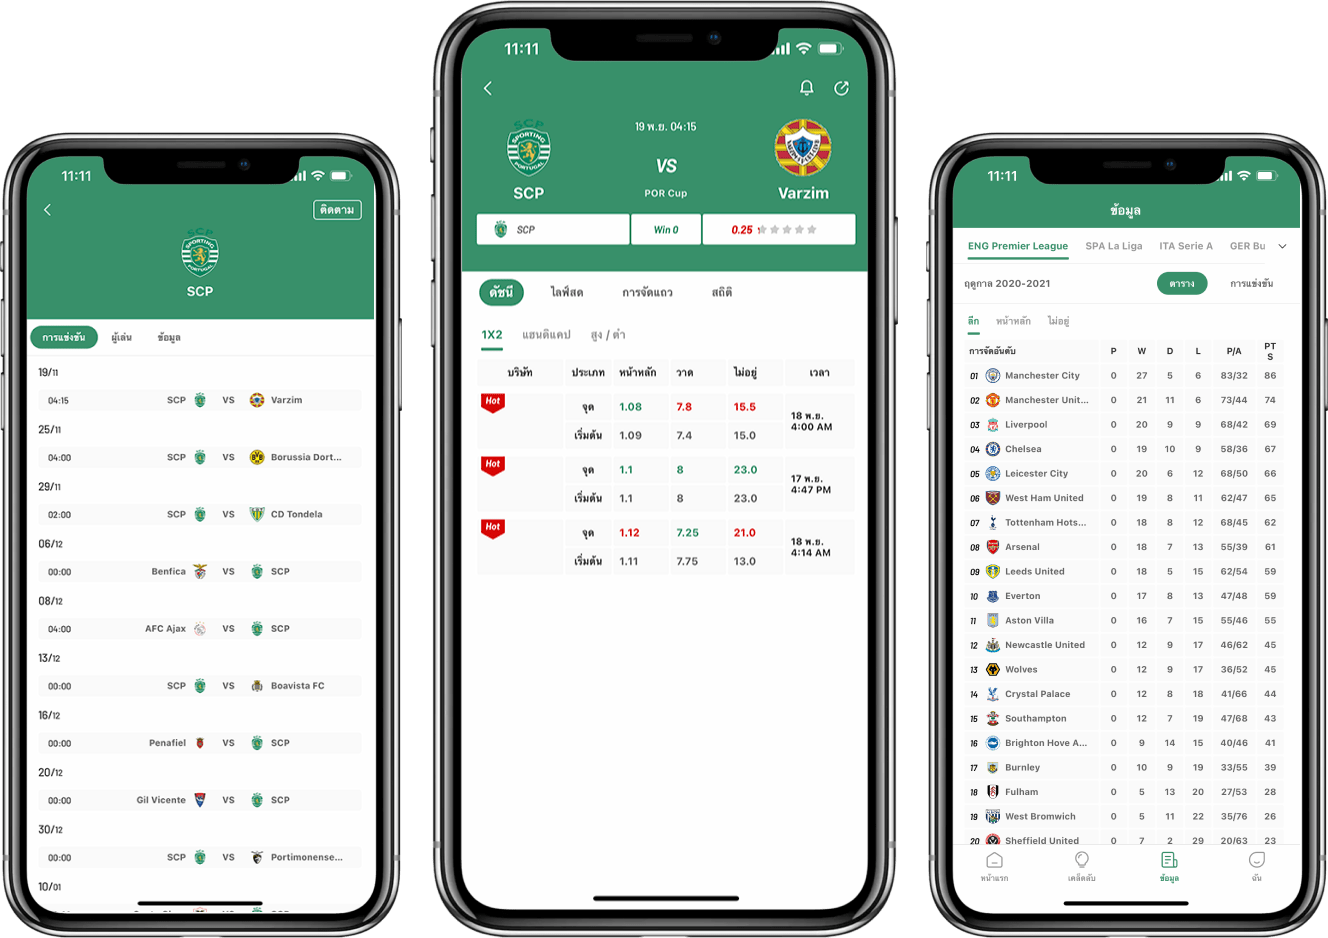 11:11
ติดตาม
SCP
การแข่งขัน ผู้เล่น ข้อมูล
19/11
04:15 SCP VS Varzim
25/11
04:00 SCP VS Borussia Dort...
29/11
02:00 SCP VS CD Tondela
06/12
00:00 Benfica VS SCP
08/12
04:00 AFC Ajax VS SCP
13/12
00:00 SCP VS Boavista FC
16/12
00:00 Penafiel VS SCP
20/12
00:00 Gil Vicente VS SCP
30/12
00:00 SCP VS Portimonense...
10/01
11:11
19 พ.ย. 04:15
SCP
SPORTING
PORTUGAL
VS
SCP POR Cup Varzim
SCP Win 0 0.25
ดัชนี ไลฟ์สด การจัดแถว สถิติ
1X2 แฮนดิแคป สูง / ต่ำ
บริษัท ประเภท หน้าหลัก วาด ไม่อยู่ เวลา
Hot จุด 1.08 7.8 15.5 18 พ.ย.
4:00 AM
เริ่มต้น 1.09 7.4 15.0
Hot จุด 1.1 8 23.0 17 พ.ย.
4:47 PM
เริ่มต้น 1.1 8 23.0
Hot จุด 1.12 7.25 21.0 18 พ.ย.
4:14 AM
เริ่มต้น 1.11 7.75 13.0
11:11
ข้อมูล
ENG Premier League SPA La Liga ITA Serie A GER Bu
ฤดูกาล 2020-2021 ตาราง การแข่งขัน
ลีก หน้าหลัก ไม่อยู่
การจัดอันดับ P W D L P/A PTS
01 Manchester City 0 27 5 6 83/32 86
02 Manchester Unit... 0 21 11 6 73/44 74
03 Liverpool 0 20 9 9 68/42 69
04 Chelsea 0 19 10 9 58/36 67
05 Leicester City 0 20 6 12 68/50 66
06 West Ham United 0 19 8 11 62/47 65
07 Tottenham Hots... 0 18 8 12 68/45 62
08 Arsenal 0 18 7 13 55/39 61
09 Leeds United 0 18 5 15 62/54 59
10 Everton 0 17 8 13 47/48 59
11 Aston Villa 0 16 7 15 55/46 55
12 Newcastle United 0 12 9 17 46/62 45
13 Wolves 0 12 9 17 36/52 45
14 Crystal Palace 0 12 8 18 41/66 44
15 Southampton 0 12 7 19 47/68 43
16 Brighton Hove A... 0 9 14 15 40/46 41
17 Burnley 0 10 9 19 33/55 39
18 Fulham 0 5 13 20 27/53 28
19 West Bromwich 0 5 11 22 35/76 26
20 Sheffield United 0 7 2 29 20/63 23
หน้าแรก เคล็ดลับ ข้อมูล ฉัน